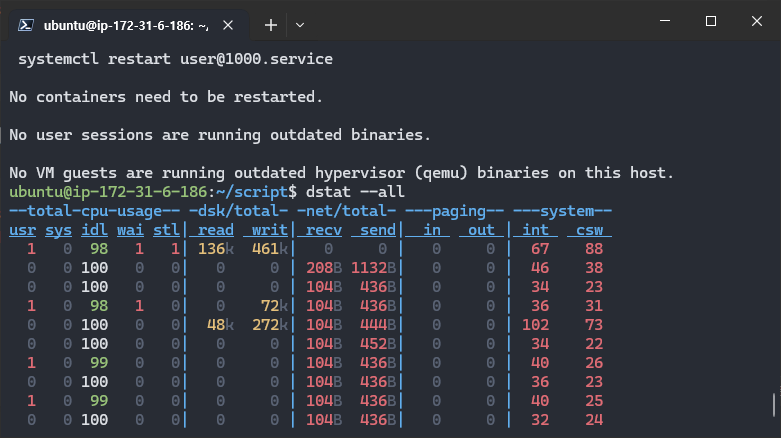 ubuntu@ip-172-31-6-186: ~/
systemctl restart user@1000.service
No containers need to be restarted.
No user sessions are running outdated binaries.
No VM guests are running outdated hypervisor (qemu) binaries on this host.
ubuntu@ip-172-31-6-186:~/script$ dstat --all
--total-cpu-usage-- -dsk/total- -net/total- ---paging-- ---system--
usr sys idl wai stl| read  writ| recv  send|  in   out | int   csw
  1   0  98   1   1| 136k  461k|   0     0 |   0     0 |  67    88
  0   0 100   0   0|   0     0 | 208B 1132B|   0     0 |  46    38
  0   0 100   0   0|   0     0 | 104B  436B|   0     0 |  34    23
  1   0  98   1   0|   0    72k| 104B  436B|   0     0 |  36    31
  0   0 100   0   0|  48k  272k| 104B  444B|   0     0 | 102    73
  0   0 100   0   0|   0     0 | 104B  452B|   0     0 |  34    22
  1   0  99   0   0|   0     0 | 104B  436B|   0     0 |  40    26
  0   0 100   0   0|   0     0 | 104B  436B|   0     0 |  36    23
  1   0  99   0   0|   0     0 | 104B  436B|   0     0 |  40    25
  0   0 100   0   0|   0     0 | 104B  436B|   0     0 |  32    24